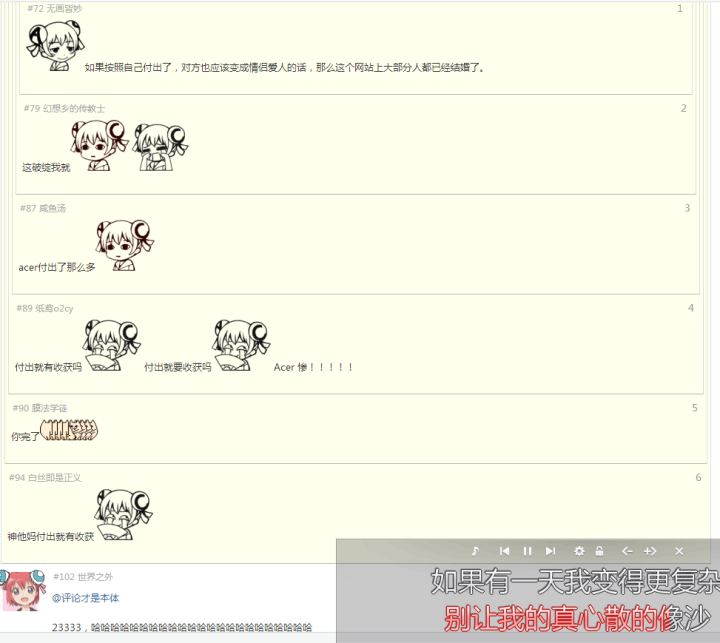 #72 无画皆妙 1
如果按照自己付出了，对方也应该变成情侣爱人的话，那么这个网站上大部分人都已经结婚了。
#79 幻想乡的传教士 2
这破绽我就
#87 咸鱼汤 3
acer付出了那么多
#89 纸鸢o2cy 4
付出就有收获吗 付出就要收获吗 Acer 惨！！！！！
#90 膜法学徒 5
你完了
#94 白丝即是正义 6
神他妈付出就有收获
#102 世界之外
@评论才是本体
23333，哈哈哈哈哈哈哈哈哈哈哈哈哈哈哈哈哈哈哈哈哈哈哈
如果有一天我变得更复杂
别让我的真心散的像沙